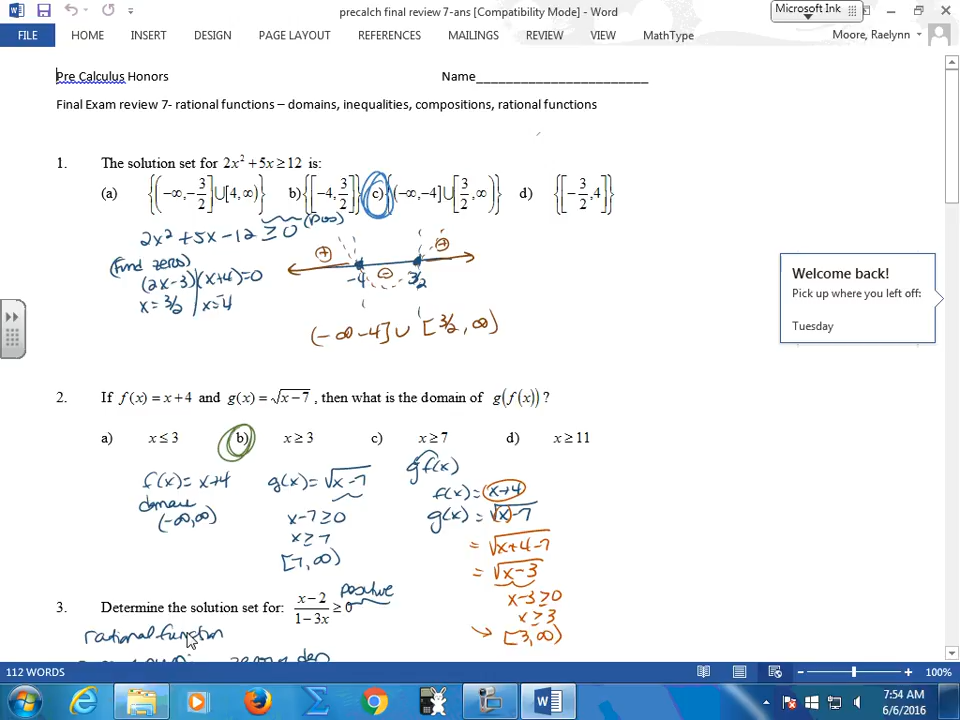 precalch final review 7-ans [Compatibility Mode] - Word
Microsoft Ink
FILE HOME INSERT DESIGN PAGE LAYOUT REFERENCES MAILINGS REVIEW VIEW MathType Moore, Raelynn
Pre Calculus Honors Name________________________
Final Exam review 7- rational functions – domains, inequalities, compositions, rational functions
1. The solution set for 2x² + 5x ≥ 12 is:
(a) {(−∞, −3/2] ∪ [4, ∞)} b) {[−4, 3/2]} c) {(−∞, −4] ∪ [3/2, ∞)} d) {[−3/2, 4]}
2x² + 5x − 12 ≥ 0 (pos)
(find zeros)
(2x−3)(x+4)=0
x = 3/2 | x = −4
+ − +
−4 3/2
(−∞ −4] ∪ [3/2, ∞)
Welcome back!
Pick up where you left off:
Tuesday
2. If f(x) = x + 4 and g(x) = √(x − 7), then what is the domain of g(f(x))?
a) x ≤ 3 b) x ≥ 3 c) x ≥ 7 d) x ≥ 11
f(x) = x+4
domain
(−∞,∞)
g(x) = √(x−7)
x−7 ≥ 0
x ≥ 7
[7, ∞)
g f(x)
f(x) = x+4
g(x) = √((x)−7)
= √(x+4−7)
= √(x−3)
x−3 ≥ 0
x ≥ 3
→ [3, ∞)
3. Determine the solution set for: (x − 2)/(1 − 3x) ≥ 0 positive
rational function
112 WORDS 100%
7:54 AM
6/6/2016